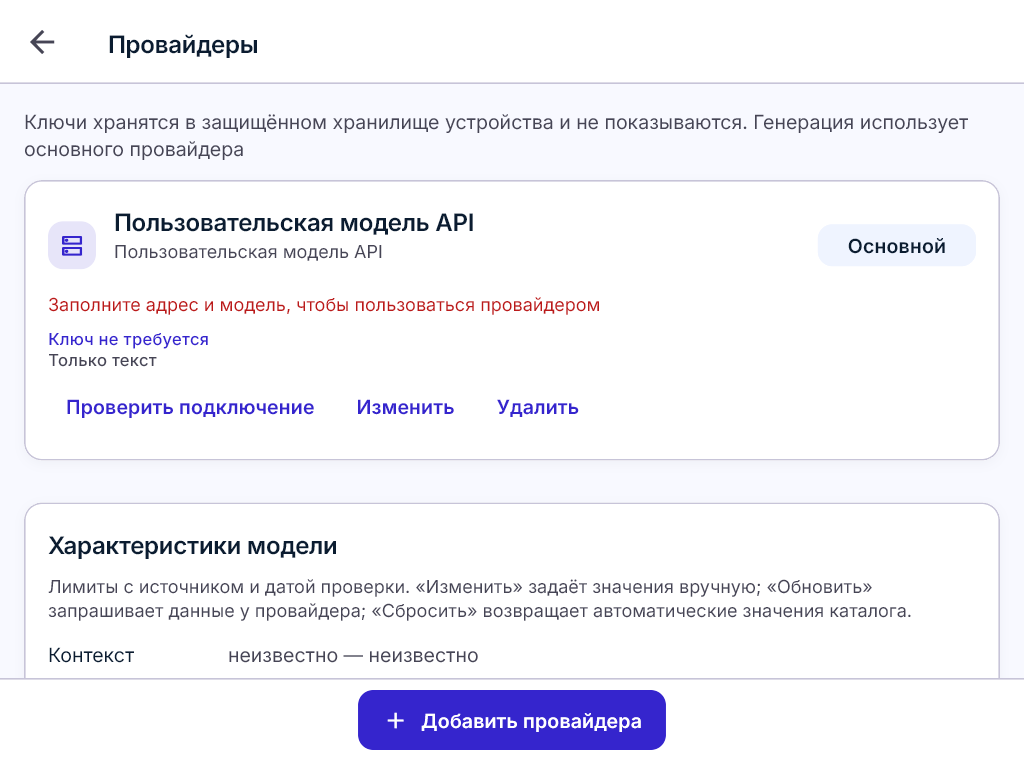 Провайдеры
Ключи хранятся в защищённом хранилище устройства и не показываются. Генерация использует
основного провайдера
Пользовательская модель API
Пользовательская модель API
Основной
Заполните адрес и модель, чтобы пользоваться провайдером
Ключ не требуется
Только текст
Проверить подключение Изменить Удалить
Характеристики модели
Лимиты с источником и датой проверки. «Изменить» задаёт значения вручную; «Обновить»
запрашивает данные у провайдера; «Сбросить» возвращает автоматические значения каталога.
Контекст неизвестно — неизвестно
+ Добавить провайдера